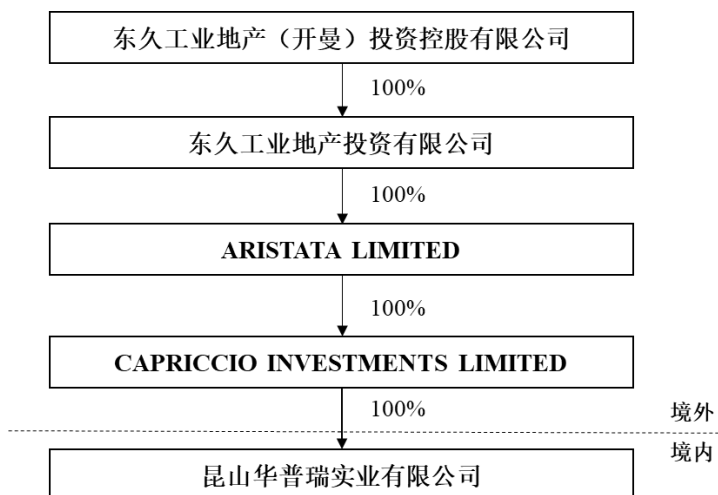 东久工业地产（开曼）投资控股有限公司
100%
东久工业地产投资有限公司
100%
ARISTATA LIMITED
100%
CAPRICCIO INVESTMENTS LIMITED
100%
境外
境内
昆山华普瑞实业有限公司